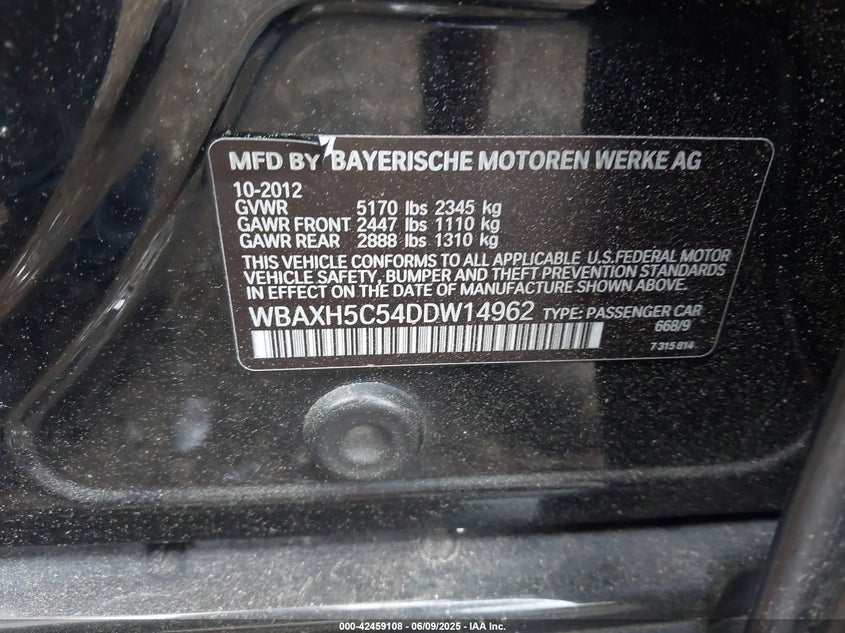 MFD BY BAYERISCHE MOTOREN WERKE AG
10-2012
GVWR 5170 lbs 2345 kg
GAWR FRONT 2447 lbs 1110 kg
GAWR REAR 2888 lbs 1310 kg
THIS VEHICLE CONFORMS TO ALL APPLICABLE U.S.FEDERAL MOTOR
VEHICLE SAFETY, BUMPER AND THEFT PREVENTION STANDARDS
IN EFFECT ON THE DATE OF MANUFACTURE SHOWN ABOVE.
WBAXH5C54DDW14962 TYPE: PASSENGER CAR
668/9
7 315 814
000-42459108 - 06/09/2025 - IAA Inc.